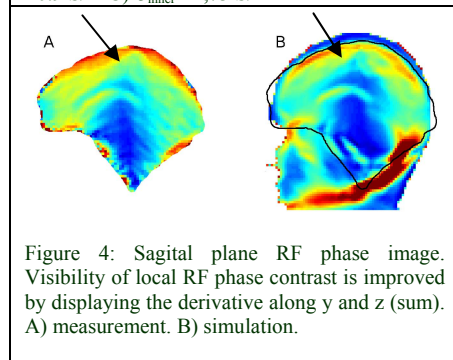 A
B
Figure 4: Sagital plane RF phase image.
Visibility of local RF phase contrast is improved
by displaying the derivative along y and z (sum).
A) measurement. B) simulation.